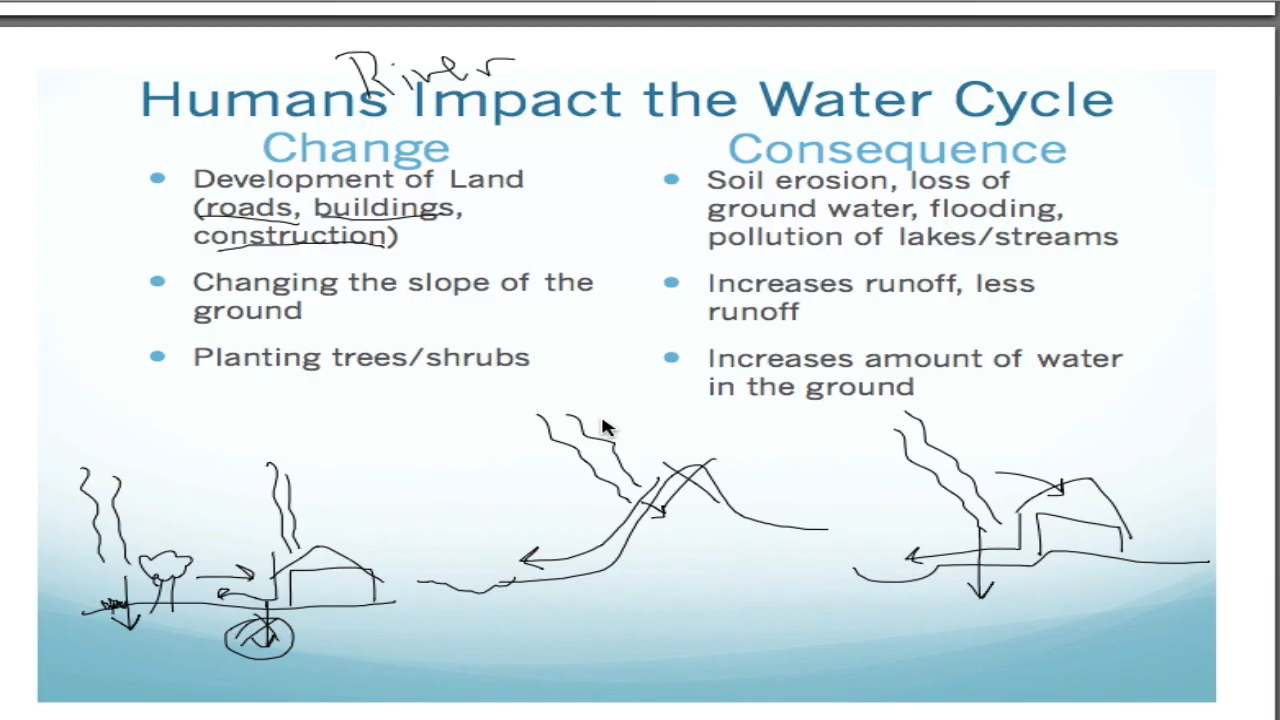 River
Humans Impact the Water Cycle
Change
• Development of Land
(roads, buildings,
construction)
• Changing the slope of the
ground
• Planting trees/shrubs
Consequence
• Soil erosion, loss of
ground water, flooding,
pollution of lakes/streams
• Increases runoff, less
runoff
• Increases amount of water
in the ground